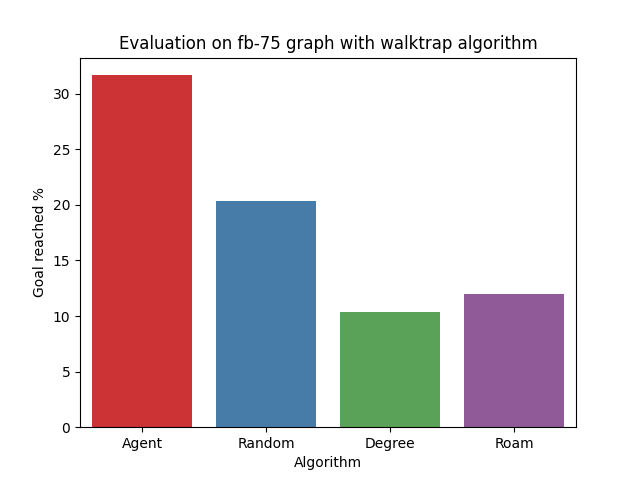 Evaluation on fb-75 graph with walktrap algorithm
Goal reached %
30
25
20
15
10
5
0
Agent Random Degree Roam
Algorithm